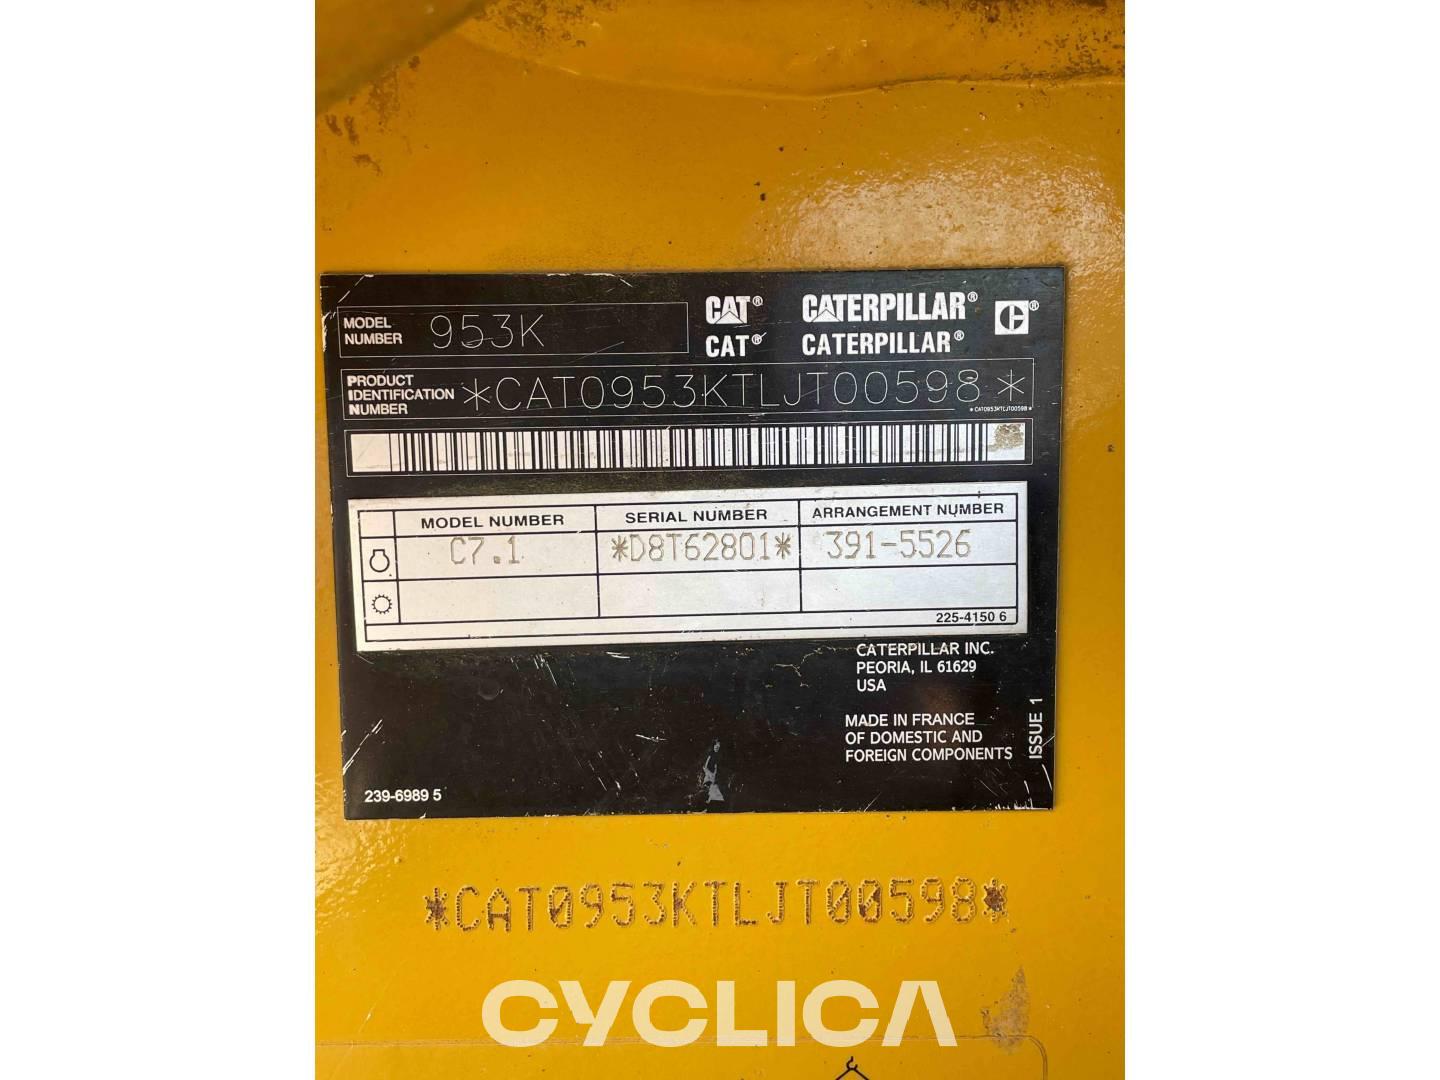 MODEL NUMBER 953K
CAT® CATERPILLAR® ®
CAT® CATERPILLAR®
PRODUCT IDENTIFICATION NUMBER *CAT0953KTLJT00598*
*CAT0953KTLJT00598*
MODEL NUMBER SERIAL NUMBER ARRANGEMENT NUMBER
C7.1 *D8T62801* 391-5526
225-4150 6
CATERPILLAR INC.
PEORIA, IL 61629
USA
MADE IN FRANCE
OF DOMESTIC AND
FOREIGN COMPONENTS
ISSUE 1
239-6989 5
*CAT0953KTLJT00598*
CYCLICA